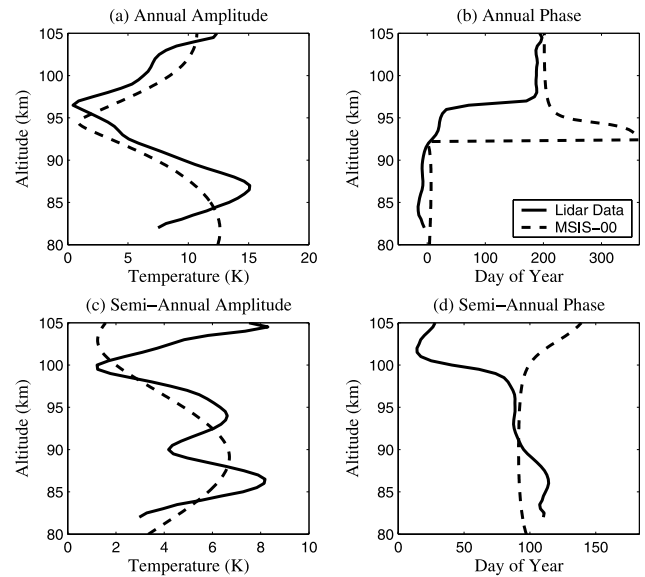 (a) Annual Amplitude
(b) Annual Phase
105
100
95
90
85
80
Altitude (km)
0 5 10 15 20
Temperature (K)
105
100
95
90
85
80
Altitude (km)
0 100 200 300
Day of Year
Lidar Data
MSIS-00
(c) Semi-Annual Amplitude
(d) Semi-Annual Phase
105
100
95
90
85
80
Altitude (km)
0 2 4 6 8 10
Temperature (K)
105
100
95
90
85
80
Altitude (km)
0 50 100 150
Day of Year